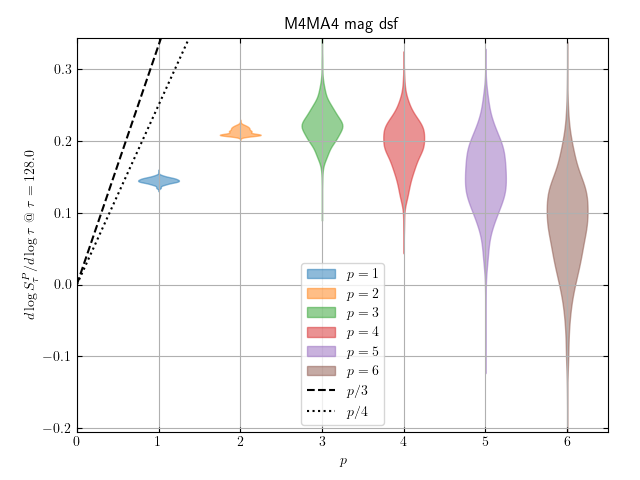 M4MA4 mag dsf
d log S_τ^P / d log τ @ τ = 128.0
0.3
0.2
0.1
0.0
−0.1
−0.2
p = 1
p = 2
p = 3
p = 4
p = 5
p = 6
p/3
p/4
0 1 2 3 4 5 6
p